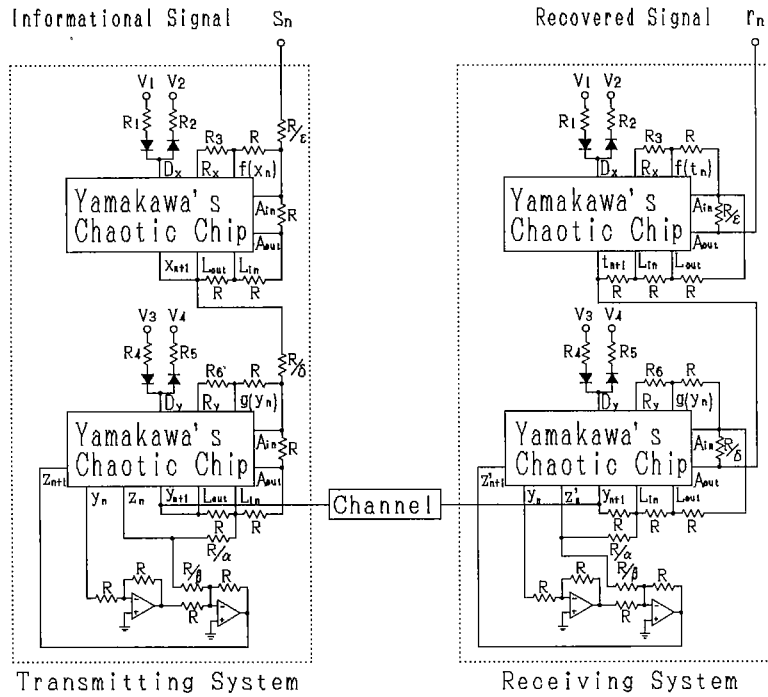 Informational Signal Sn
V1 V2
R1 R2 R3 R R/ε
Dx Rx f(xn)
Yamakawa's
Chaotic Chip
Ain R
Aout
xn+1 Lout Lin
R R
V3 V4
R4 R5 R6 R R/δ
Dy Ry g(yn)
Yamakawa's
Chaotic Chip
Ain R
Aout
zn+1 yn zn yn+1 Lout Lin
R R
R/α
R R R/β R
R
Transmitting System
Channel
Recovered Signal rn
V1 V2
R1 R2 R3 R
Dx Rx f(tn)
Yamakawa's
Chaotic Chip
Ain R/ε
Aout
tn+1 Lin Lout
R R
V3 V4
R4 R5 R6 R
Dy Ry g(yn)
Yamakawa's
Chaotic Chip
Ain R/δ
Aout
z'n+1 yn z'n yn+1 Lin Lout
R R
R/α
R R R/β R
R
Receiving System